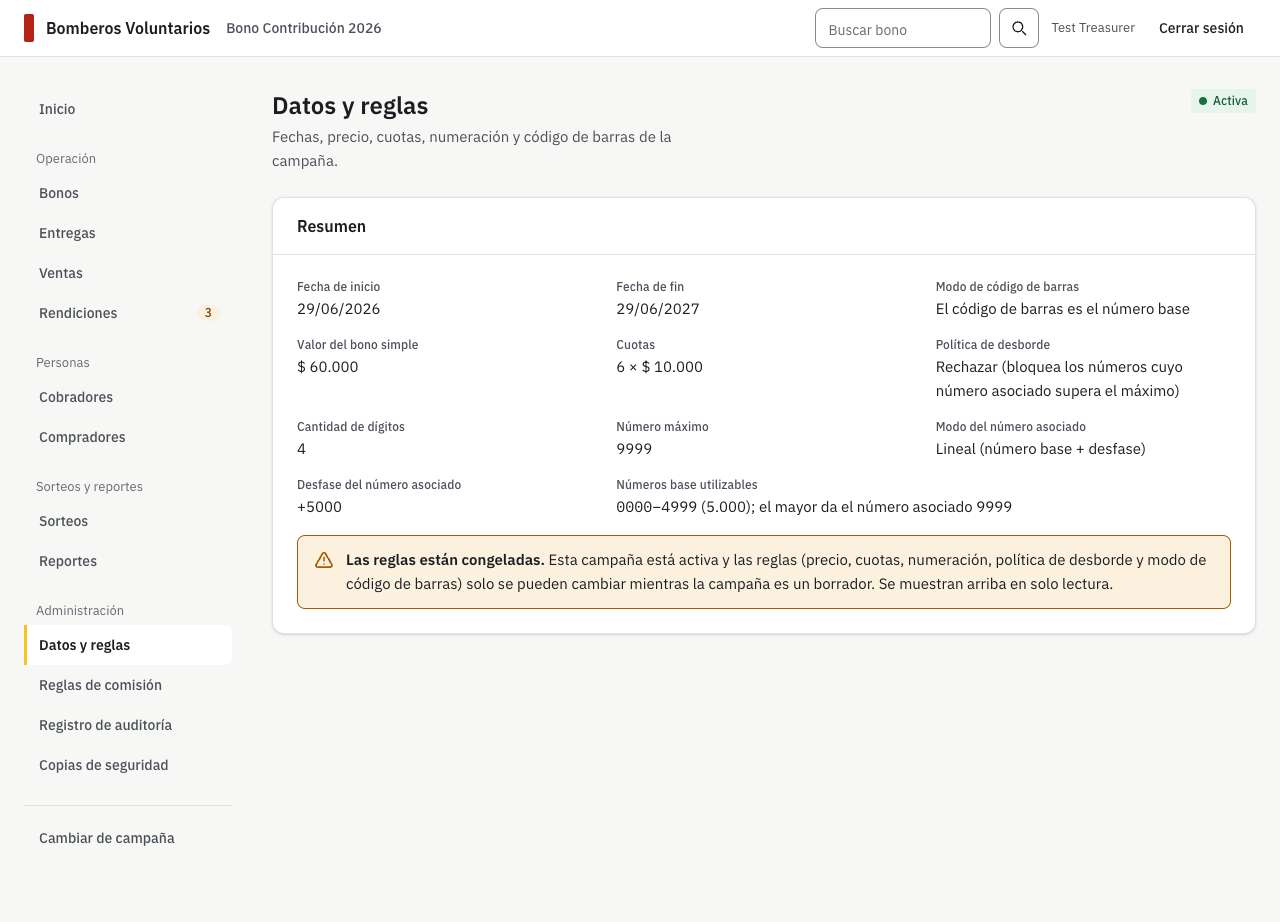 Bomberos Voluntarios
Bono Contribución 2026
Buscar bono
Test Treasurer
Cerrar sesión
Inicio
Operación
Bonos
Entregas
Ventas
Rendiciones 3
Personas
Cobradores
Compradores
Sorteos y reportes
Sorteos
Reportes
Administración
Datos y reglas
Reglas de comisión
Registro de auditoría
Copias de seguridad
Cambiar de campaña
Datos y reglas
Activa
Fechas, precio, cuotas, numeración y código de barras de la
campaña.
Resumen
Fecha de inicio
29/06/2026
Fecha de fin
29/06/2027
Modo de código de barras
El código de barras es el número base
Valor del bono simple
$ 60.000
Cuotas
6 × $ 10.000
Política de desborde
Rechazar (bloquea los números cuyo
número asociado supera el máximo)
Cantidad de dígitos
4
Número máximo
9999
Modo del número asociado
Lineal (número base + desfase)
Desfase del número asociado
+5000
Números base utilizables
0000–4999 (5.000); el mayor da el número asociado 9999
Las reglas están congeladas. Esta campaña está activa y las reglas (precio, cuotas, numeración, política de desborde y modo de
código de barras) solo se pueden cambiar mientras la campaña es un borrador. Se muestran arriba en solo lectura.